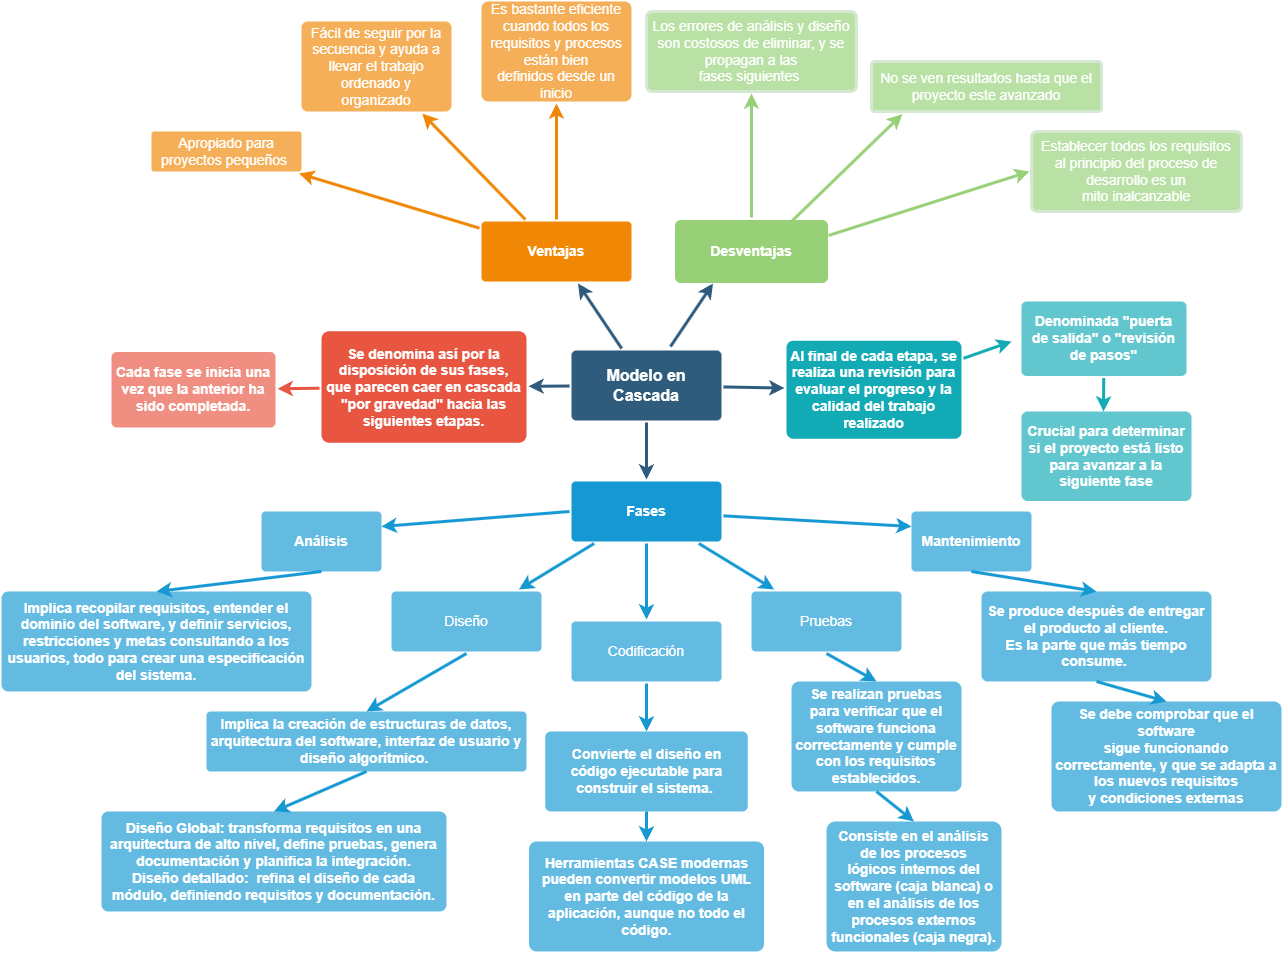 Es bastante eficiente
cuando todos los
requisitos y procesos
están bien
definidos desde un
inicio
Fácil de seguir por la
secuencia y ayuda a
llevar el trabajo
ordenado y
organizado
Apropiado para
proyectos pequeños
Los errores de análisis y diseño
son costosos de eliminar, y se
propagan a las
fases siguientes
No se ven resultados hasta que el
proyecto este avanzado
Establecer todos los requisitos
al principio del proceso de
desarrollo es un
mito inalcanzable
Ventajas
Desventajas
Cada fase se inicia una
vez que la anterior ha
sido completada.
Se denomina así por la
disposición de sus fases,
que parecen caer en cascada
"por gravedad" hacia las
siguientes etapas.
Modelo en
Cascada
Al final de cada etapa, se
realiza una revisión para
evaluar el progreso y la
calidad del trabajo
realizado
Denominada "puerta
de salida" o "revisión
de pasos"
Crucial para determinar
si el proyecto está listo
para avanzar a la
siguiente fase
Fases
Análisis
Mantenimiento
Implica recopilar requisitos, entender el
dominio del software, y definir servicios,
restricciones y metas consultando a los
usuarios, todo para crear una especificación
del sistema.
Diseño
Codificación
Pruebas
Se produce después de entregar
el producto al cliente.
Es la parte que más tiempo
consume.
Implica la creación de estructuras de datos,
arquitectura del software, interfaz de usuario y
diseño algorítmico.
Convierte el diseño en
código ejecutable para
construir el sistema.
Se realizan pruebas
para verificar que el
software funciona
correctamente y cumple
con los requisitos
establecidos.
Se debe comprobar que el
software
sigue funcionando
correctamente, y que se adapta a
los nuevos requisitos
y condiciones externas
Diseño Global: transforma requisitos en una
arquitectura de alto nivel, define pruebas, genera
documentación y planifica la integración.
Diseño detallado:  refina el diseño de cada
módulo, definiendo requisitos y documentación.
Herramientas CASE modernas
pueden convertir modelos UML
en parte del código de la
aplicación, aunque no todo el
código.
Consiste en el análisis
de los procesos
lógicos internos del
software (caja blanca) o
en el análisis de los
procesos externos
funcionales (caja negra).